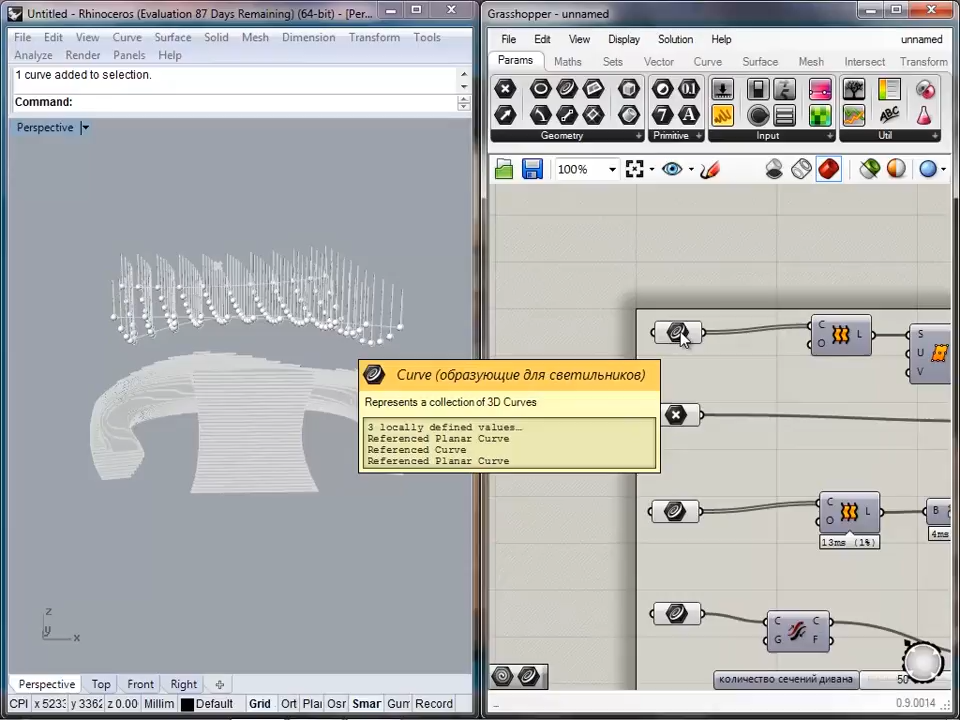 Untitled - Rhinoceros (Evaluation 87 Days Remaining) (64-bit) - [Per...
File Edit View Curve Surface Solid Mesh Dimension Transform Tools
Analyze Render Panels Help
1 curve added to selection.
Command:
Perspective
z
y
x
Perspective Top Front Right
CPl x 5233 y 3362 z 0.00 Millim Default Grid Ort Plar Osr Smar Gum Record
Grasshopper - unnamed
File Edit View Display Solution Help unnamed
Params Maths Sets Vector Curve Surface Mesh Intersect Transform
Geometry Primitive Input Util
100%
C O L
S U V
Curve (образующие для светильников)
Represents a collection of 3D Curves
3 locally defined values…
Referenced Planar Curve
Referenced Curve
Referenced Planar Curve
C O L
B
13ms (1%)
4ms
C G C F
количество сечений дивана
50
0.9.0014